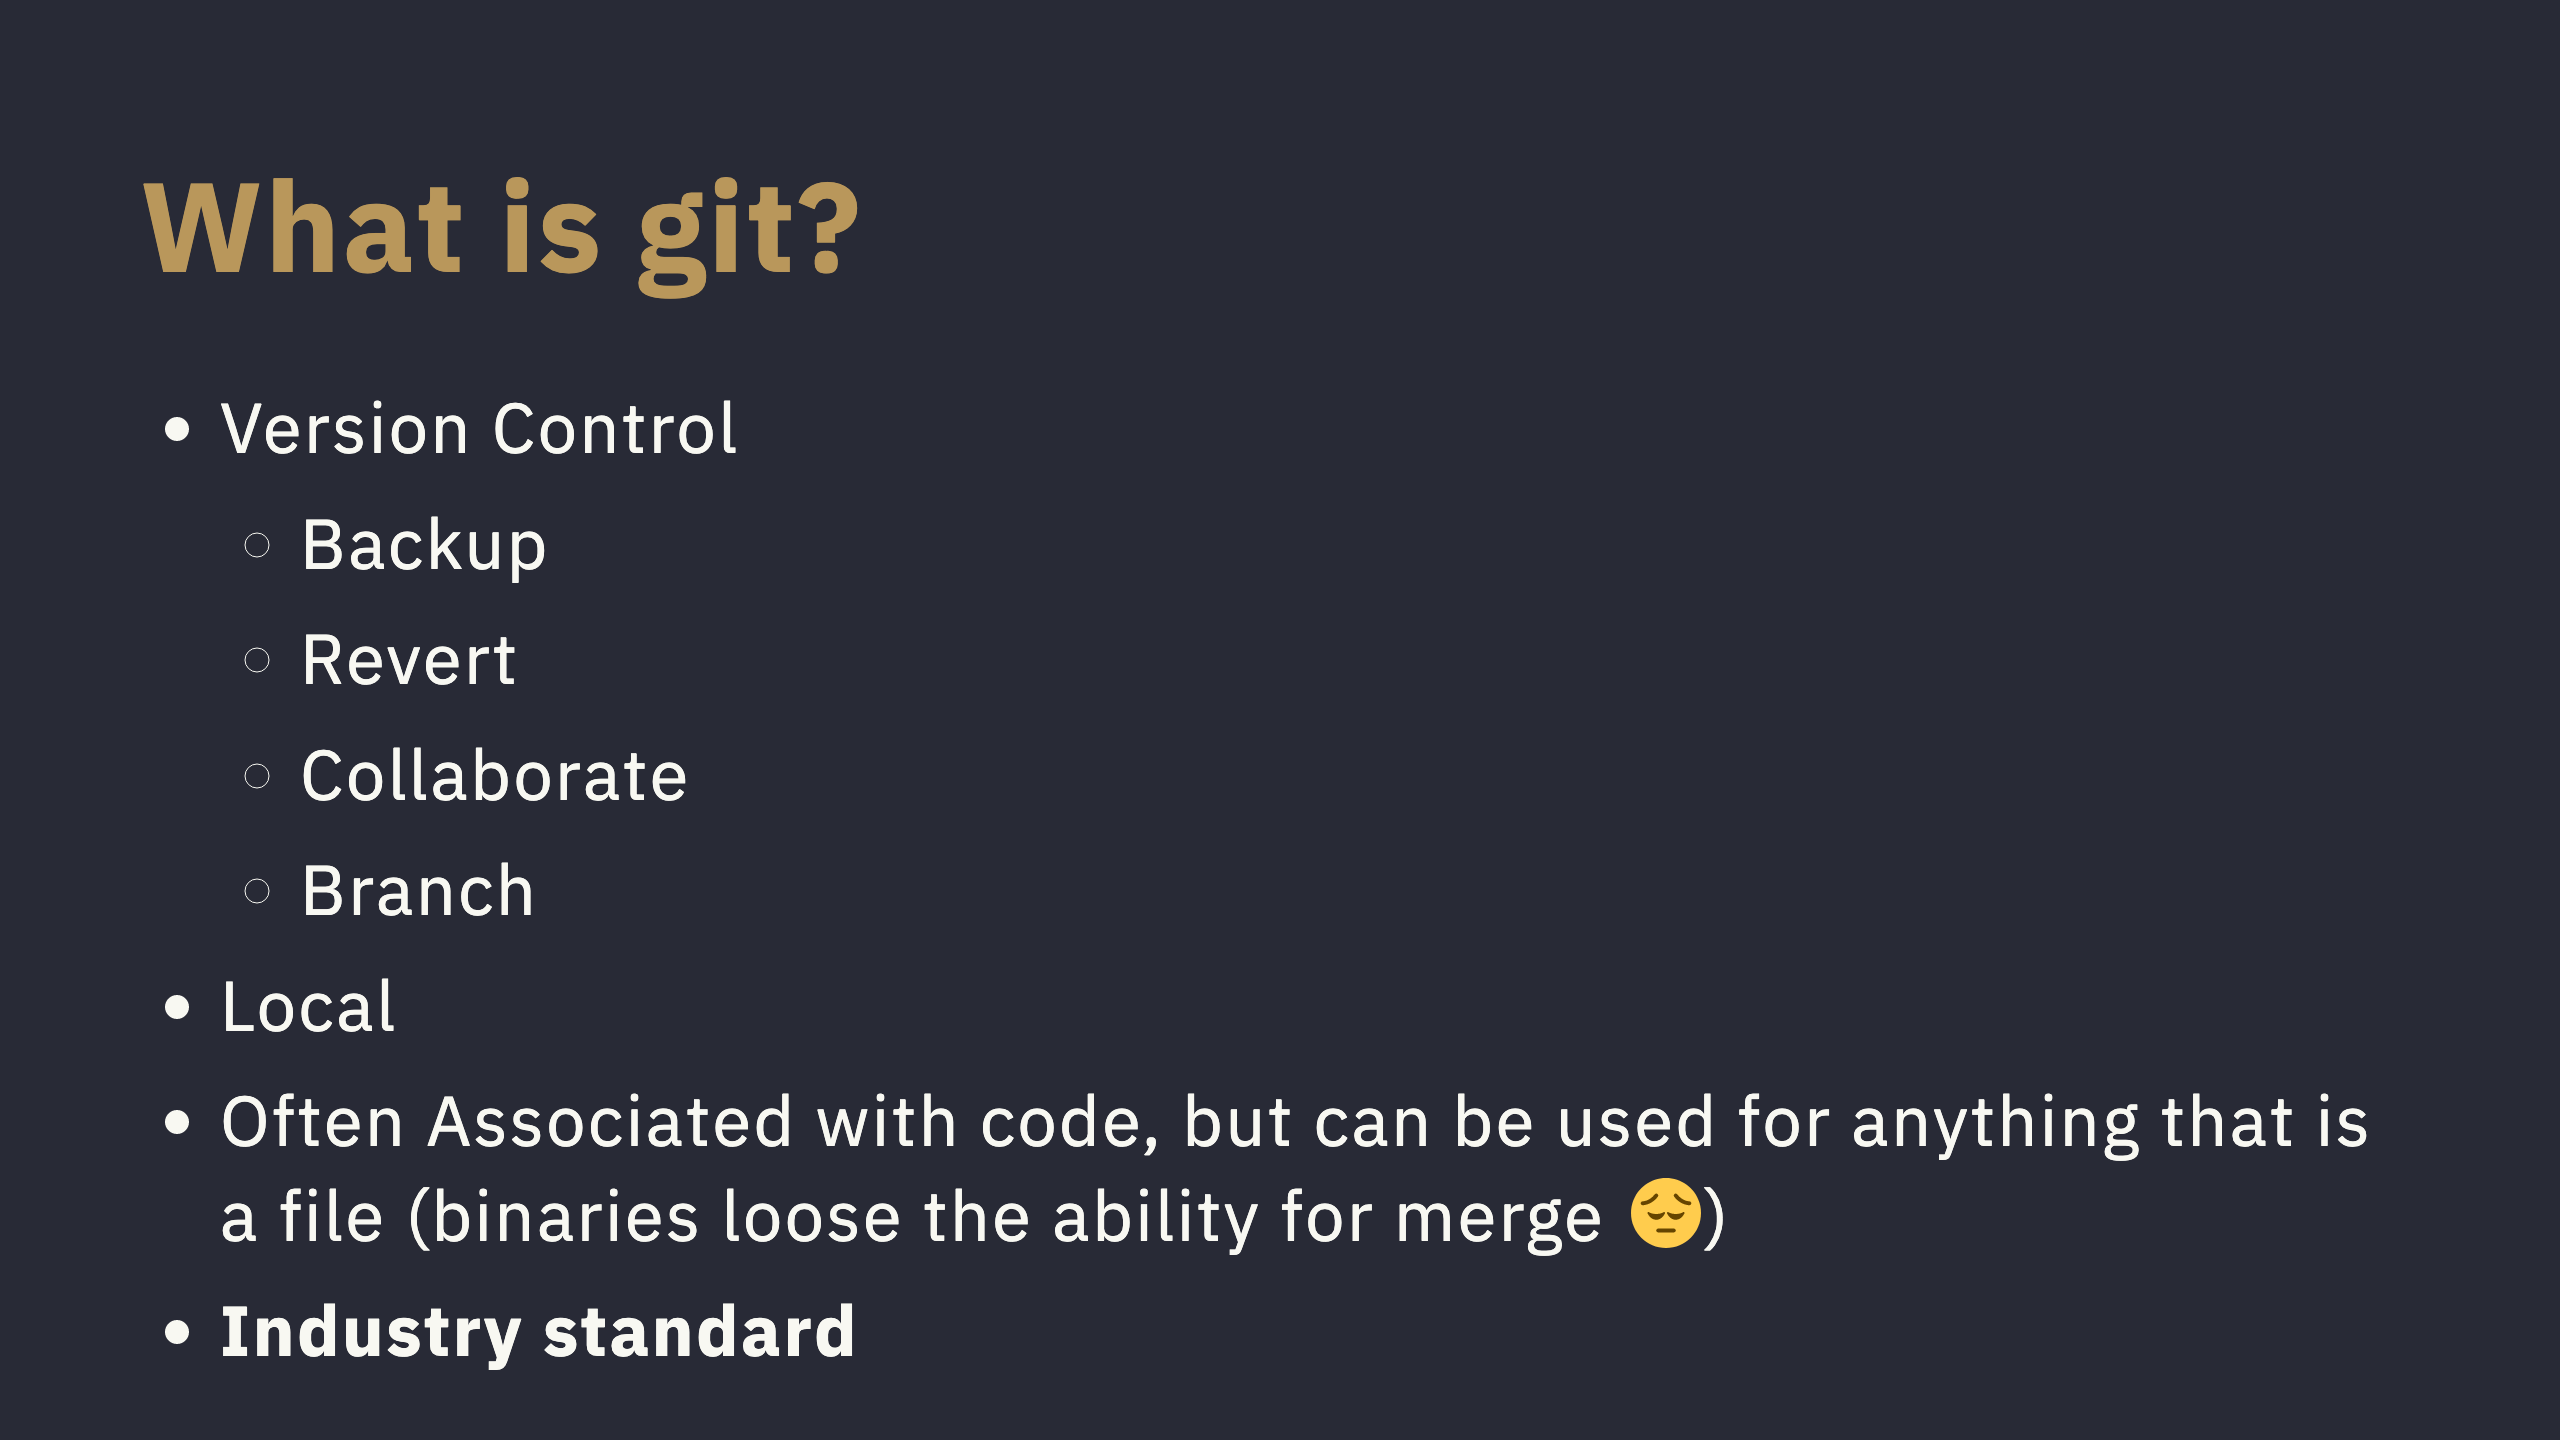 What is git?
• Version Control
○ Backup
○ Revert
○ Collaborate
○ Branch
• Local
• Often Associated with code, but can be used for anything that is
a file (binaries loose the ability for merge 😔)
• Industry standard